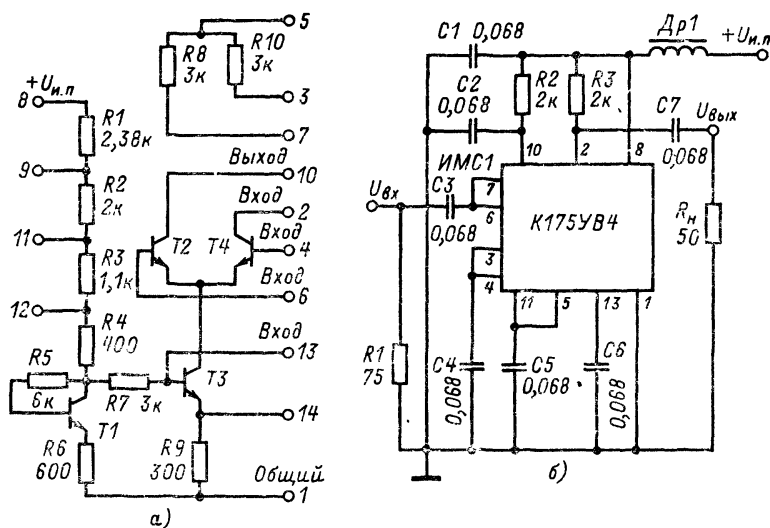 5
R8
3к
R10
3к
3
7
+Uи.п
8
R1
2,38к
9
R2
2к
11
R3
1,1к
12
R4
400
R5
6к
T1
R6
600
R7
3к
Выход
10
Вход
2
T2
T4
Вход
4
Вход
6
Вход
13
T3
14
R9
300
Общий
1
а)
C1
0,068
C2
0,068
R2
2к
R3
2к
Др1
+Uи.п
C7
0,068
Uвых
Uвх
C3
0,068
ИМС1
10
2
8
7
6
К175УВ4
3
4
11
5
13
1
Rн
50
R1
75
C4
0,068
C5
0,068
C6
0,068
б)